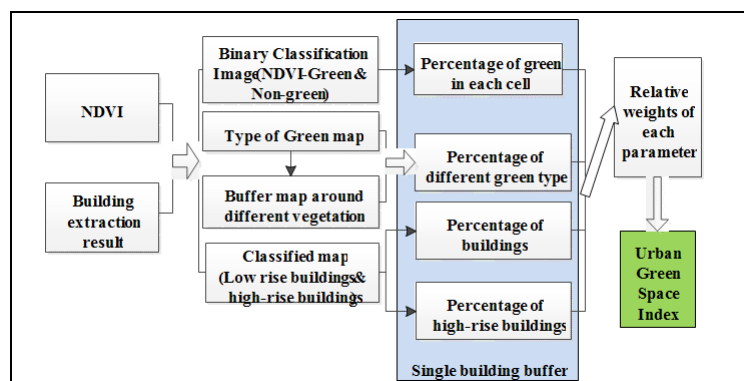 NDVI
Building
extraction
result
Binary Classification
Image(NDVI-Green &
Non-green)
Type of Green map
Buffer map around
different vegetation
Classified map
(Low rise buildings&
high-rise buildings)
Percentage of green
in each cell
Percentage of
different green type
Percentage of
buildings
Percentage of
high-rise buildings
Single building buffer
Relative
weights of
each
parameter
Urban
Green
Space
Index